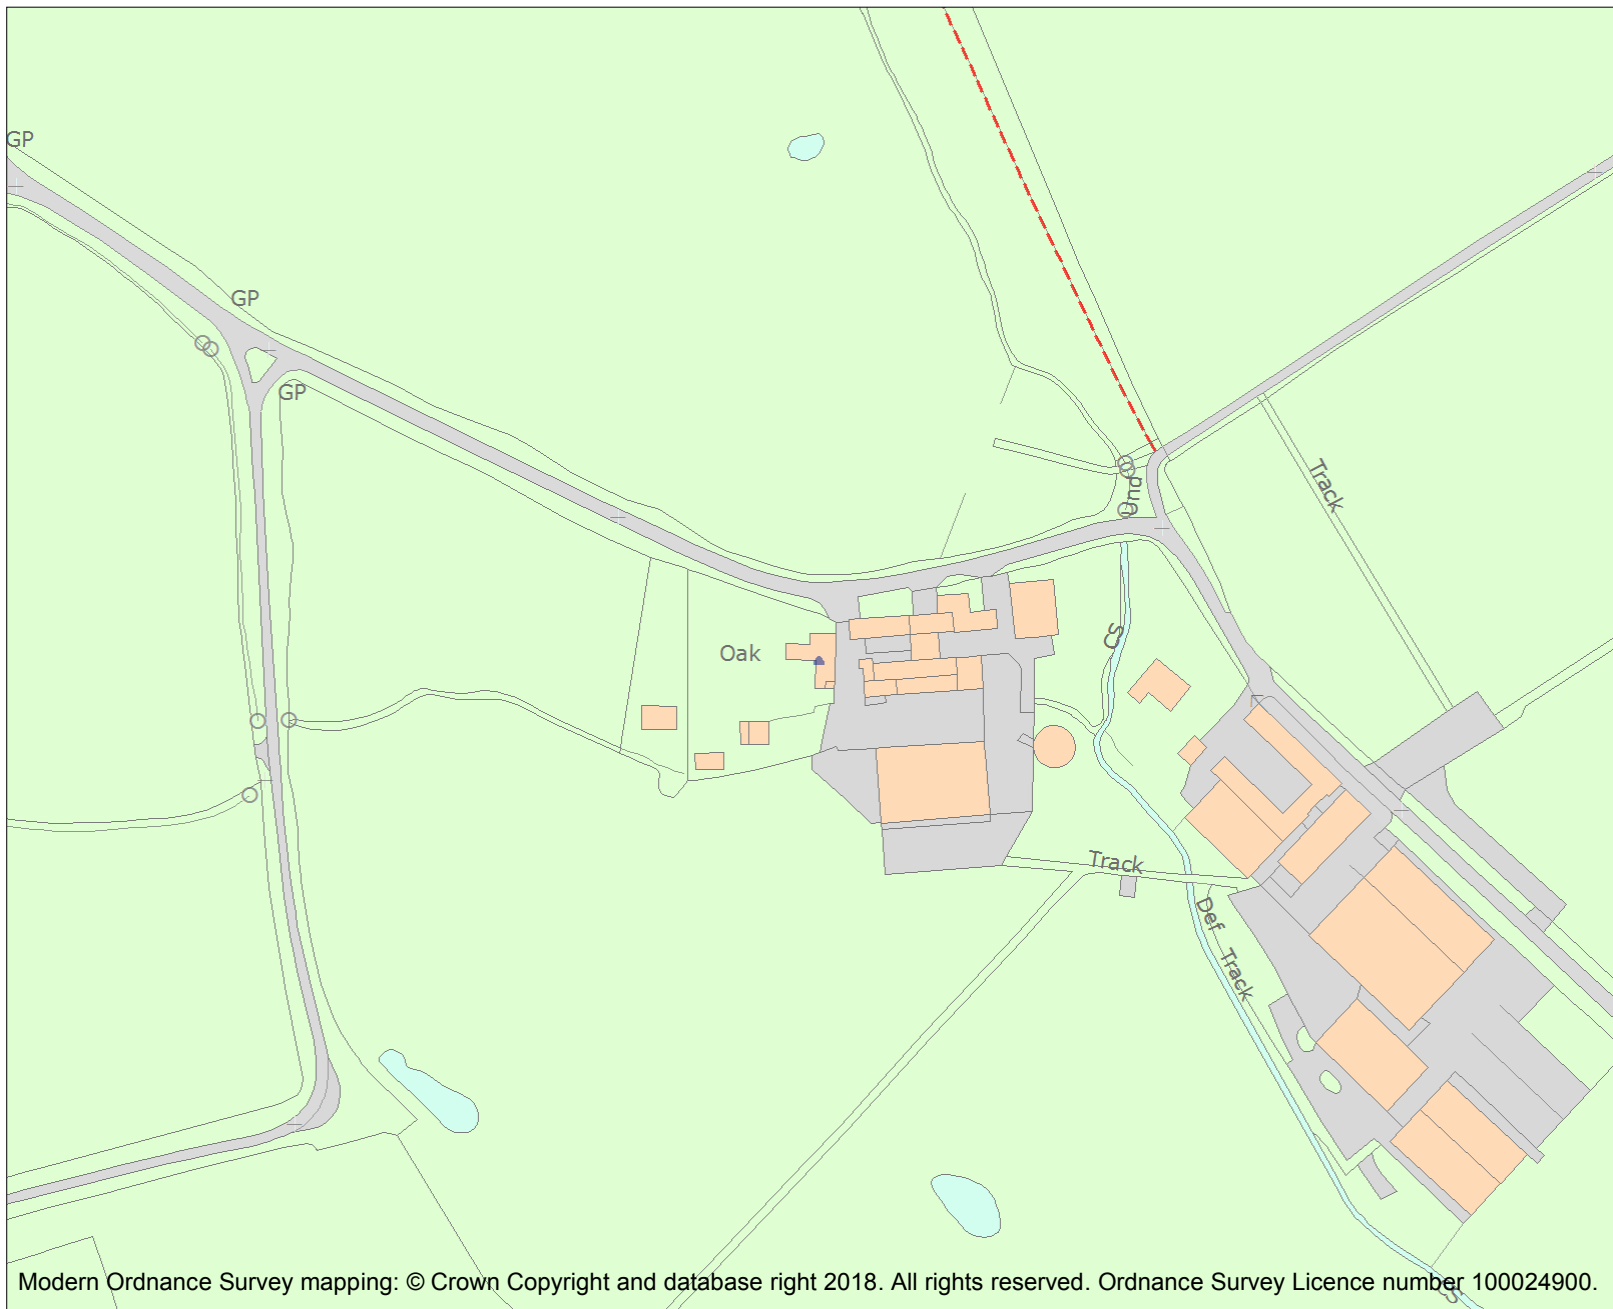 GP
GP
GP
Track
Und
CS
Oak
Track
Def
Track
CS
Modern Ordnance Survey mapping: © Crown Copyright and database right 2018. All rights reserved. Ordnance Survey Licence number 100024900.